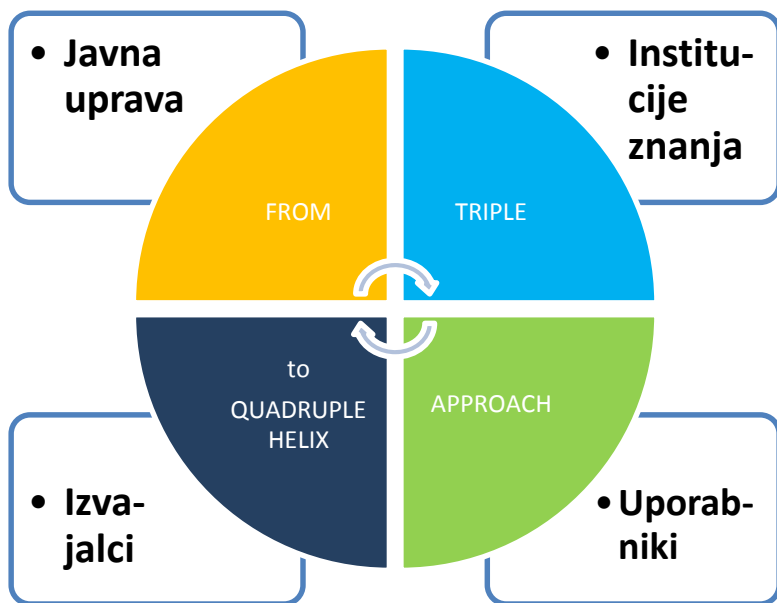 • Javna
uprava
• Institu-
cije
znanja
FROM
TRIPLE
to
QUADRUPLE
HELIX
APPROACH
• Izva-
jalci
• Uporab-
niki